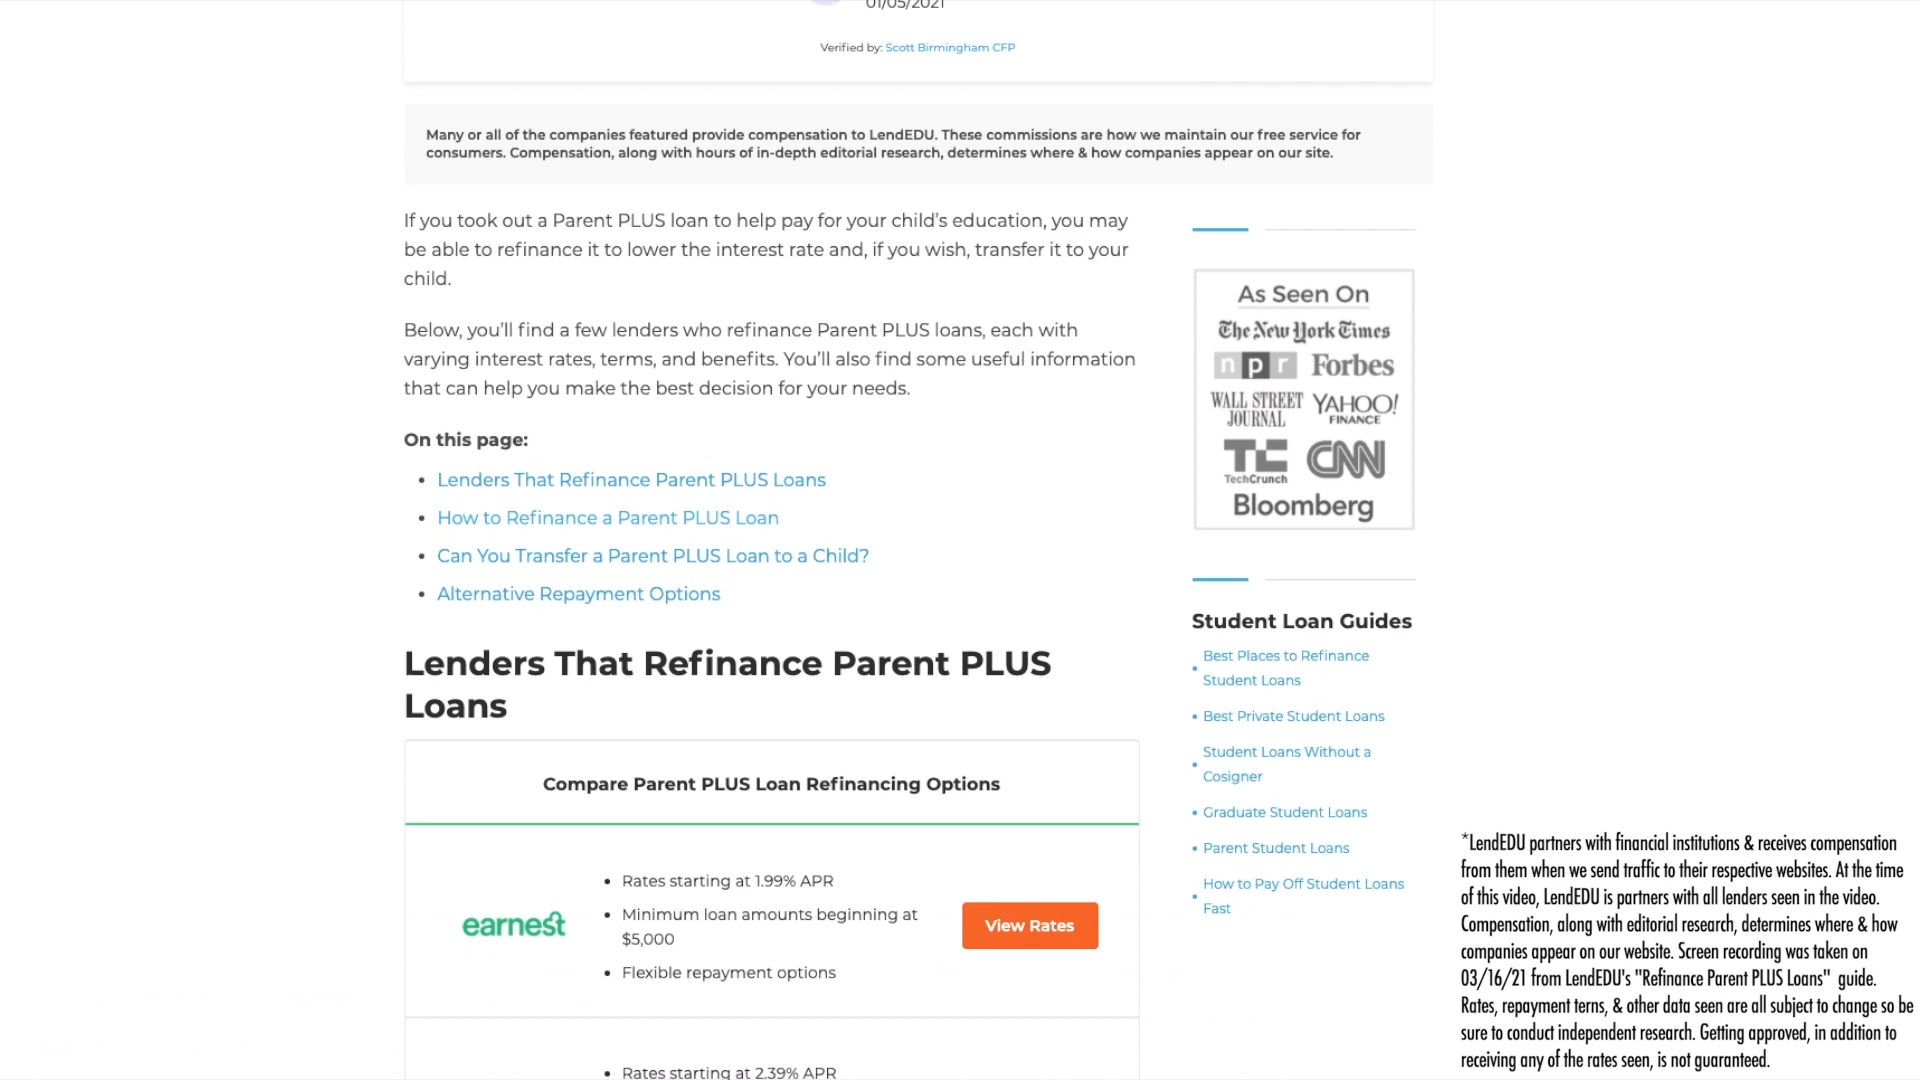 01/05/2021
Verified by: Scott Birmingham CFP
Many or all of the companies featured provide compensation to LendEDU. These commissions are how we maintain our free service for
consumers. Compensation, along with hours of in-depth editorial research, determines where & how companies appear on our site.
If you took out a Parent PLUS loan to help pay for your child's education, you may
be able to refinance it to lower the interest rate and, if you wish, transfer it to your
child.
Below, you'll find a few lenders who refinance Parent PLUS loans, each with
varying interest rates, terms, and benefits. You'll also find some useful information
that can help you make the best decision for your needs.
On this page:
Lenders That Refinance Parent PLUS Loans
How to Refinance a Parent PLUS Loan
Can You Transfer a Parent PLUS Loan to a Child?
Alternative Repayment Options
Lenders That Refinance Parent PLUS
Loans
Compare Parent PLUS Loan Refinancing Options
earnest
Rates starting at 1.99% APR
Minimum loan amounts beginning at
$5,000
Flexible repayment options
View Rates
Rates starting at 2.39% APR
As Seen On
The New York Times
npr Forbes
WALL STREET
JOURNAL
YAHOO!
FINANCE
TC
TechCrunch
CNN
Bloomberg
Student Loan Guides
Best Places to Refinance
Student Loans
Best Private Student Loans
Student Loans Without a
Cosigner
Graduate Student Loans
Parent Student Loans
How to Pay Off Student Loans
Fast
*LendEDU partners with financial institutions & receives compensation
from them when we send traffic to their respective websites. At the time
of this video, LendEDU is partners with all lenders seen in the video.
Compensation, along with editorial research, determines where & how
companies appear on our website. Screen recording was taken on
03/16/21 from LendEDU's "Refinance Parent PLUS Loans" guide.
Rates, repayment terns, & other data seen are all subject to change so be
sure to conduct independent research. Getting approved, in addition to
receiving any of the rates seen, is not guaranteed.